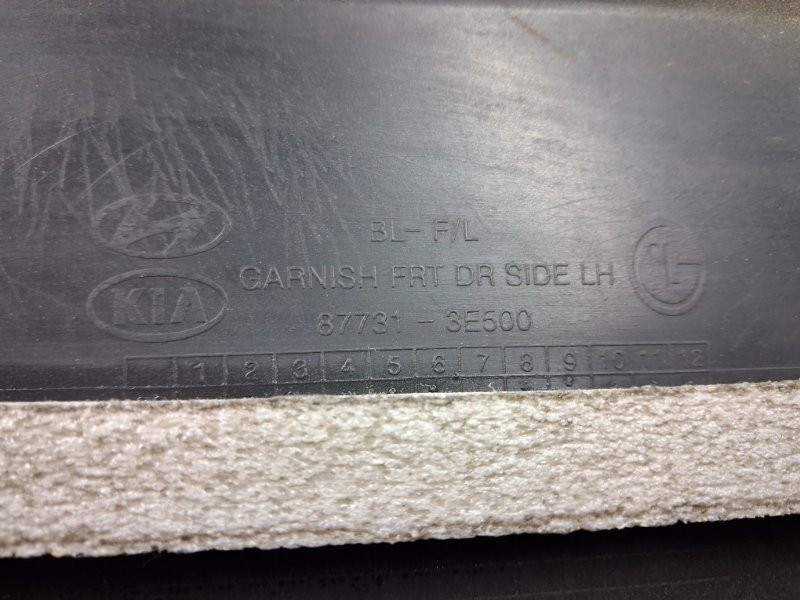 BL- F/L
GARNISH FRT DR SIDE LH
KIA
87731 - 3E500
1 2 3 4 5 6 7 8 9 10 11 12